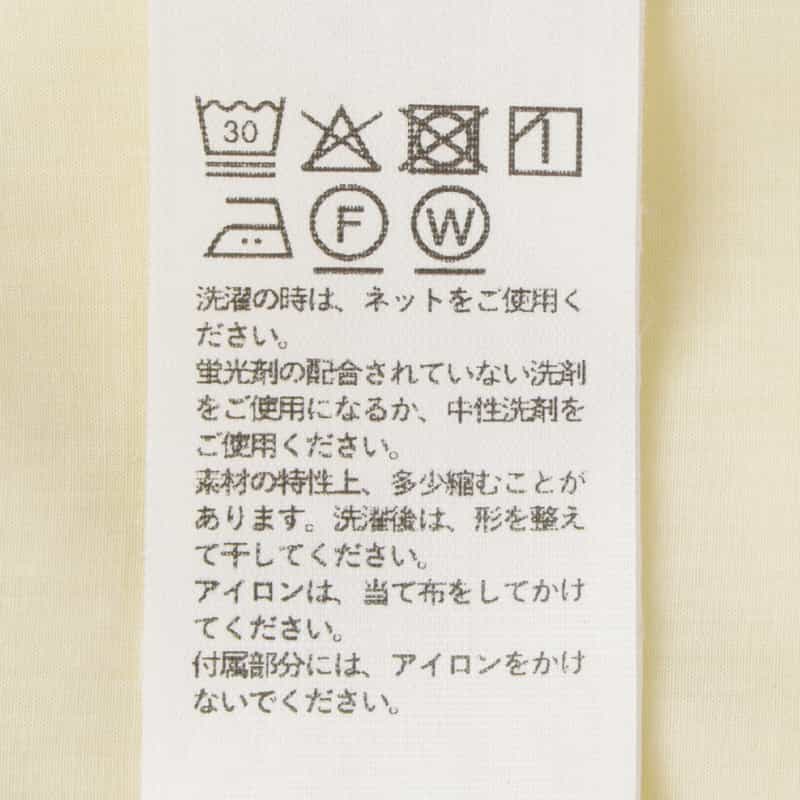 30
F W
洗濯の時は、ネットをご使用く
ださい。
蛍光剤の配合されていない洗剤
をご使用になるか、中性洗剤を
ご使用ください。
素材の特性上、多少縮むことが
あります。洗濯後は、形を整え
て干してください。
アイロンは、当て布をしてかけ
てください。
付属部分には、アイロンをかけ
ないでください。